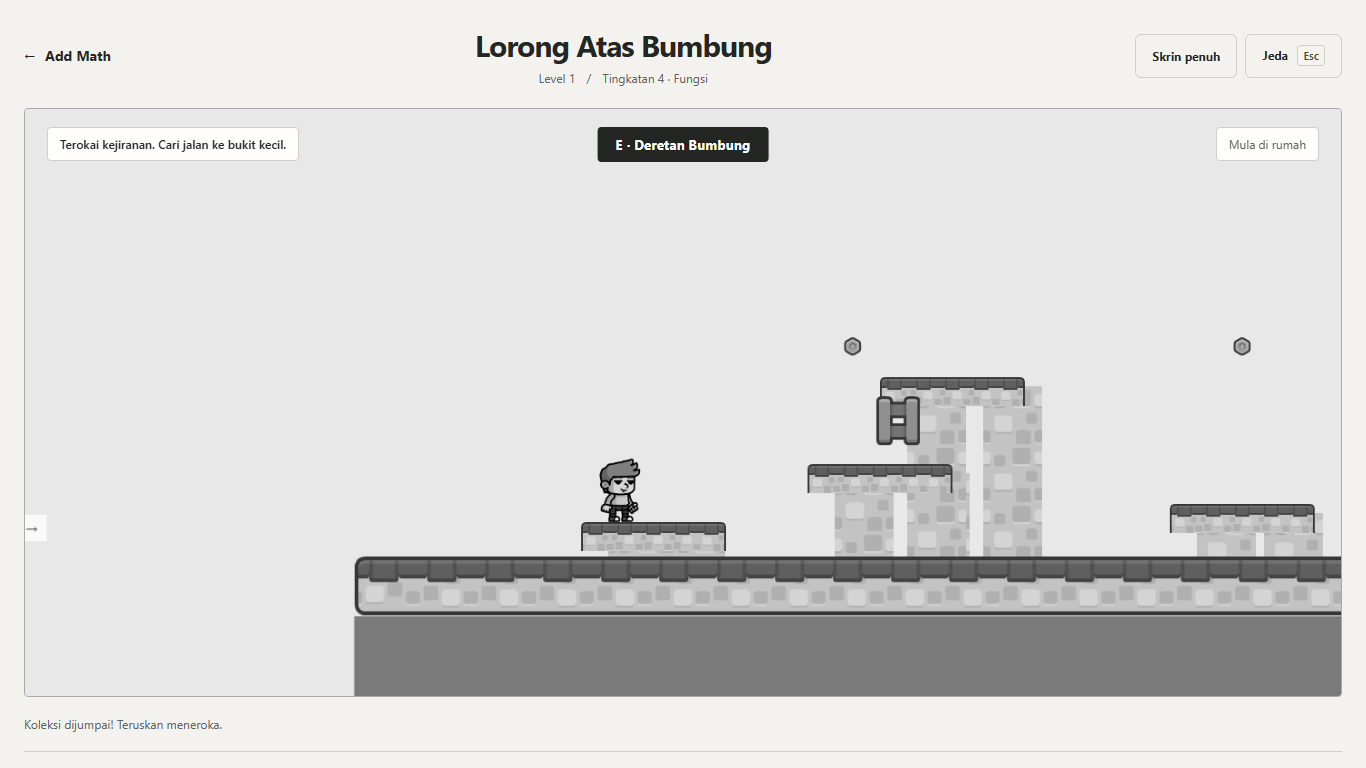 ← Add Math
Lorong Atas Bumbung
Level 1 / Tingkatan 4 · Fungsi
Skrin penuh
Jeda Esc
Terokai kejiranan. Cari jalan ke bukit kecil.
E · Deretan Bumbung
Mula di rumah
→
Koleksi dijumpai! Teruskan meneroka.